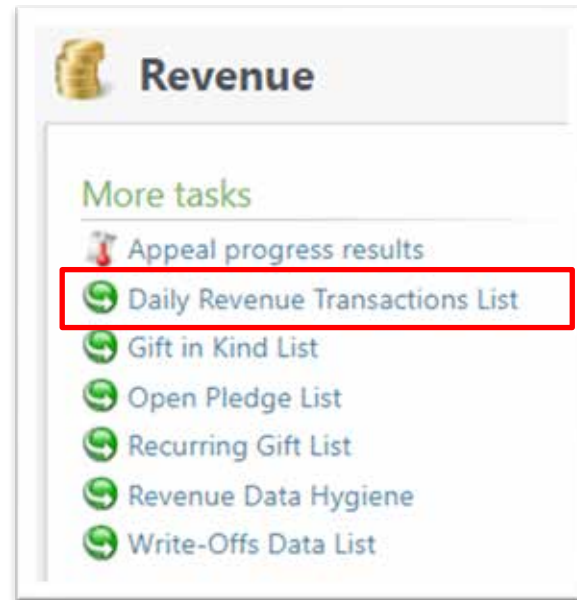 Revenue
More tasks
Appeal progress results
Daily Revenue Transactions List
Gift in Kind List
Open Pledge List
Recurring Gift List
Revenue Data Hygiene
Write-Offs Data List